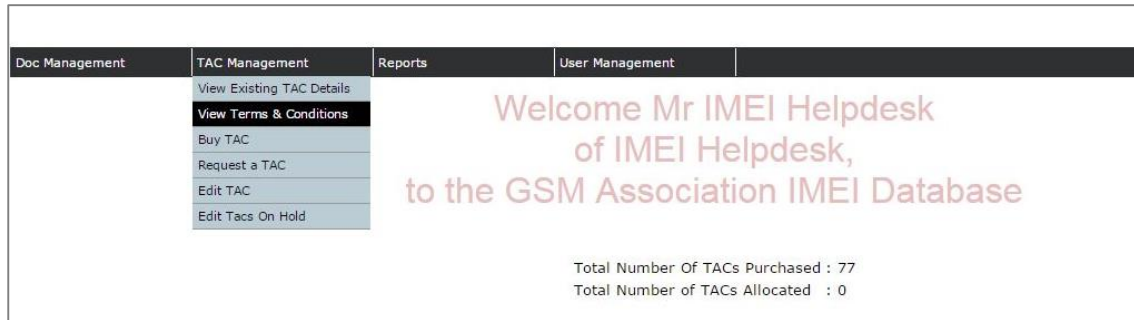 Doc Management TAC Management Reports User Management
View Existing TAC Details
View Terms & Conditions
Buy TAC
Request a TAC
Edit TAC
Edit Tacs On Hold
Welcome Mr IMEI Helpdesk
of IMEI Helpdesk,
to the GSM Association IMEI Database
Total Number Of TACs Purchased : 77
Total Number of TACs Allocated : 0